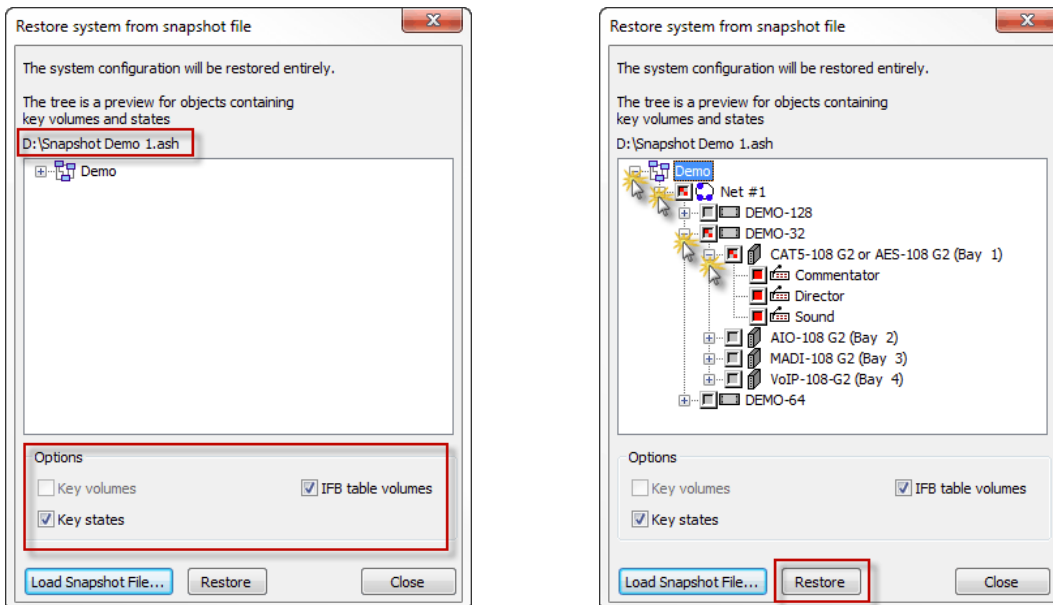 Restore system from snapshot file
The system configuration will be restored entirely.
The tree is a preview for objects containing
key volumes and states
D:\Snapshot Demo 1.ash
Demo
Options
Key volumes
IFB table volumes
Key states
Load Snapshot File...
Restore
Close
Restore system from snapshot file
The system configuration will be restored entirely.
The tree is a preview for objects containing
key volumes and states
D:\Snapshot Demo 1.ash
Demo
Net #1
DEMO-128
DEMO-32
CAT5-108 G2 or AES-108 G2 (Bay 1)
Commentator
Director
Sound
AIO-108 G2 (Bay 2)
MADI-108 G2 (Bay 3)
VoIP-108-G2 (Bay 4)
DEMO-64
Options
Key volumes
IFB table volumes
Key states
Load Snapshot File...
Restore
Close